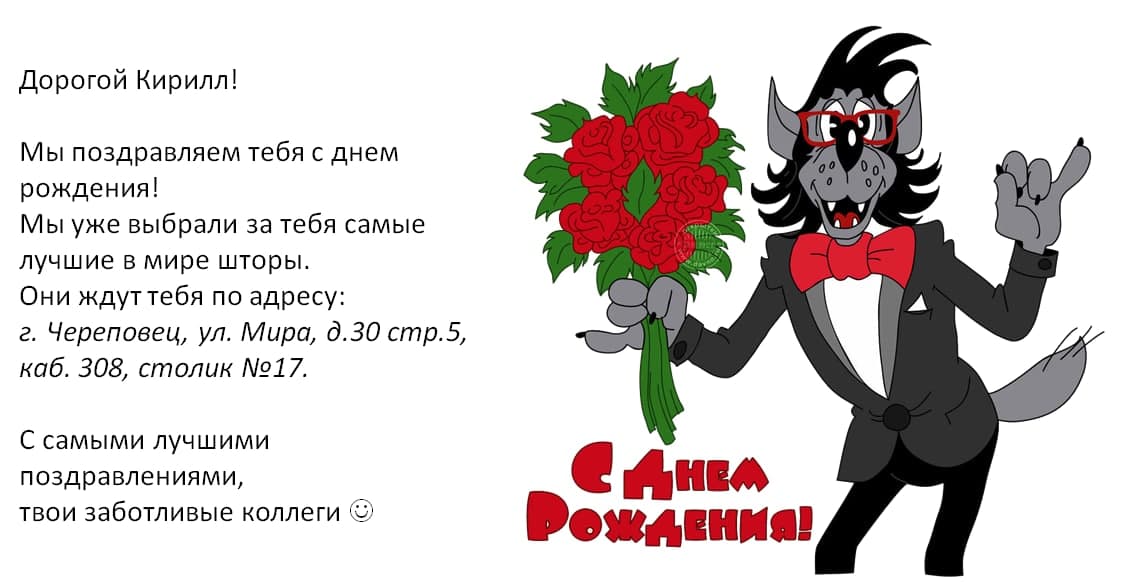 Дорогой Кирилл!
Мы поздравляем тебя с днем
рождения!
Мы уже выбрали за тебя самые
лучшие в мире шторы.
Они ждут тебя по адресу:
г. Череповец, ул. Мира, д.30 стр.5,
каб. 308, столик №17.
С самыми лучшими
поздравлениями,
твои заботливые коллеги ☺
С Днем
Рождения!